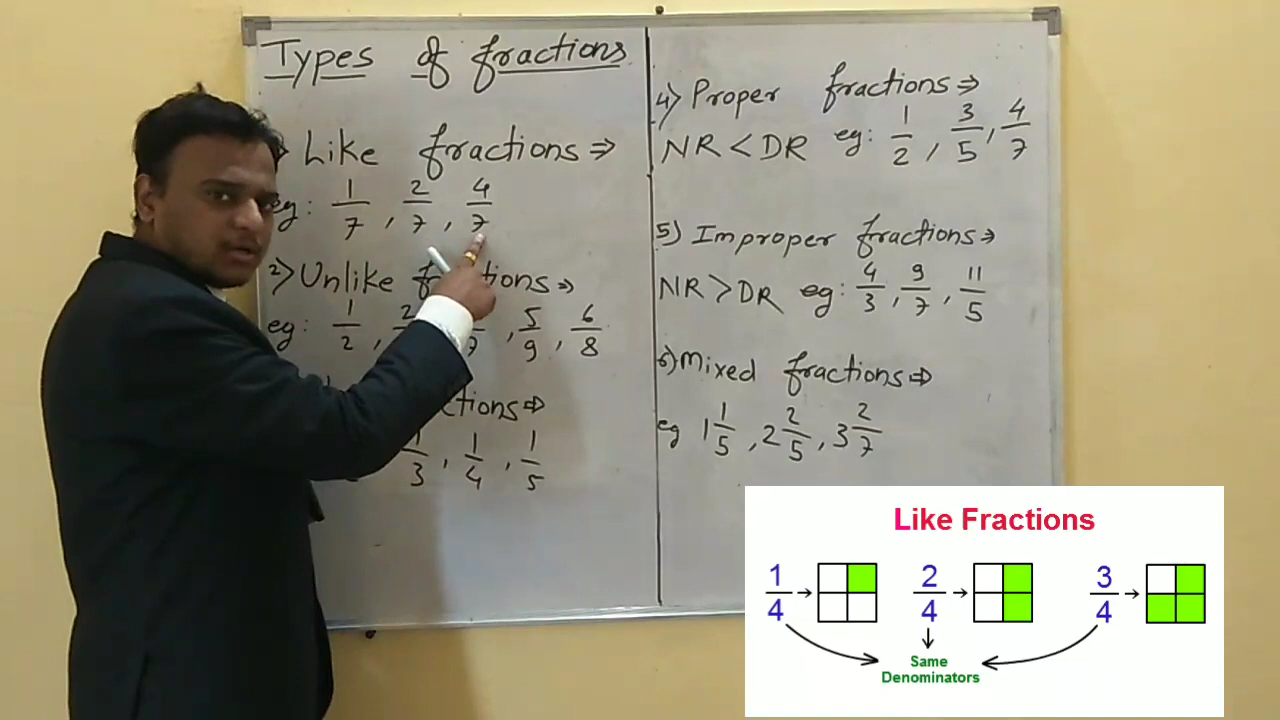 Types of fractions
Like fractions ⇒
eg: 1/7, 2/7, 4/7
2) Unlike fractions ⇒
eg: 1/2, 5/9, 6/8
⇒
1/3, 1/4, 1/5
4) Proper fractions ⇒
NR < DR eg: 1/2, 3/5, 4/7
5) Improper fractions ⇒
NR > DR eg: 4/3, 9/7, 11/5
6) Mixed fractions ⇒
eg 1 1/5, 2 2/5, 3 2/7
Like Fractions
1/4 → 2/4 → 3/4 →
Same
Denominators